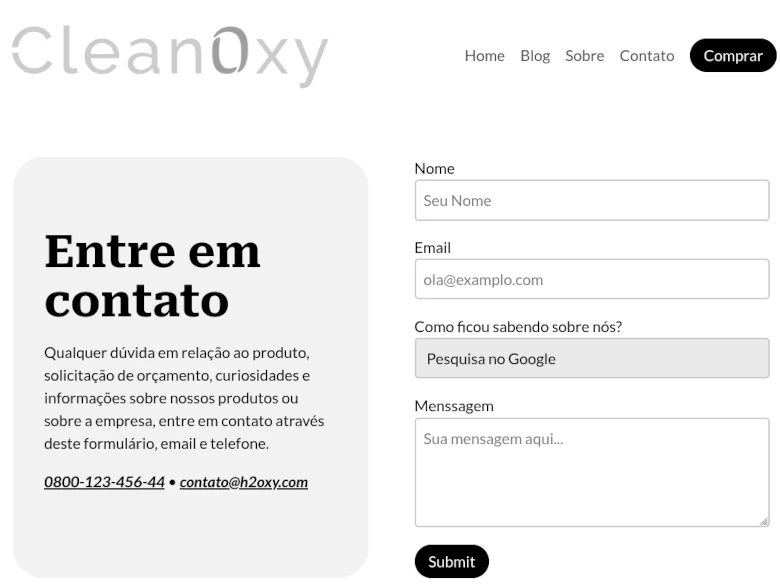 CleanOxy
Home Blog Sobre Contato Comprar
Entre em
contato
Qualquer dúvida em relação ao produto,
solicitação de orçamento, curiosidades e
informações sobre nossos produtos ou
sobre a empresa, entre em contato através
deste formulário, email e telefone.
0800-123-456-44 • contato@h2oxy.com
Nome
Seu Nome
Email
ola@examplo.com
Como ficou sabendo sobre nós?
Pesquisa no Google
Menssagem
Sua mensagem aqui...
Submit